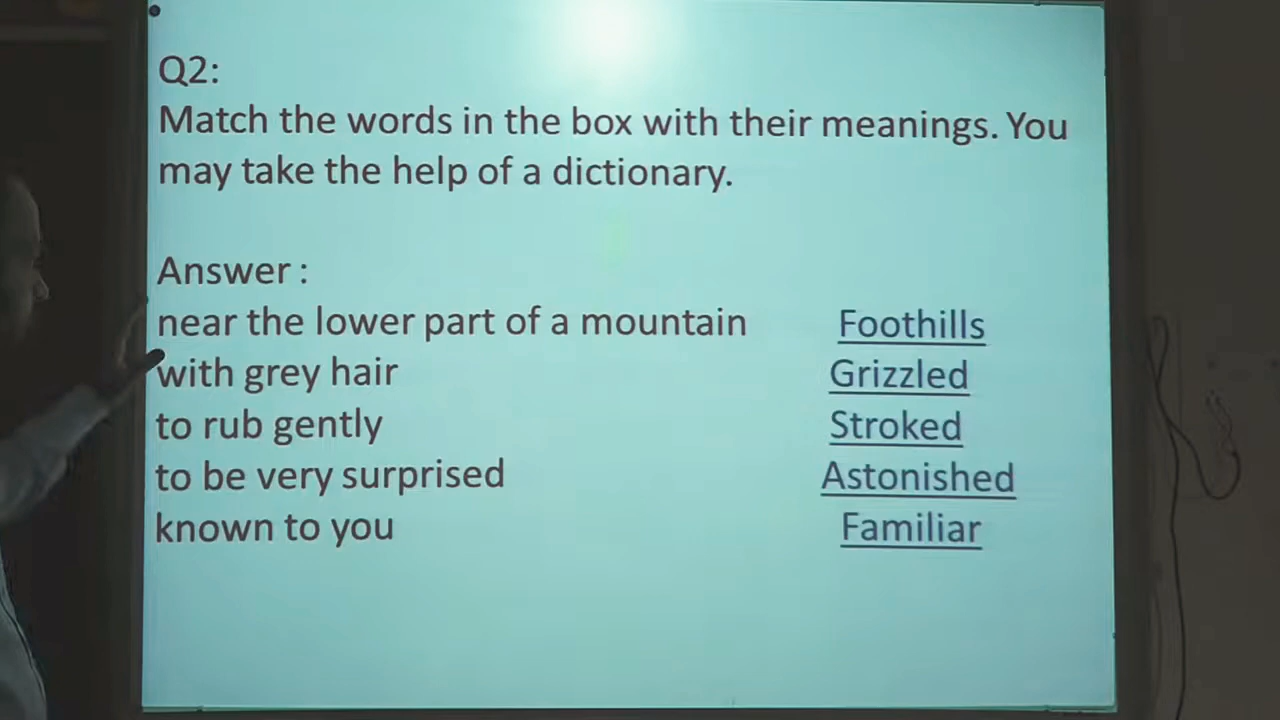 Q2:
Match the words in the box with their meanings. You
may take the help of a dictionary.
Answer :
near the lower part of a mountain Foothills
with grey hair Grizzled
to rub gently Stroked
to be very surprised Astonished
known to you Familiar